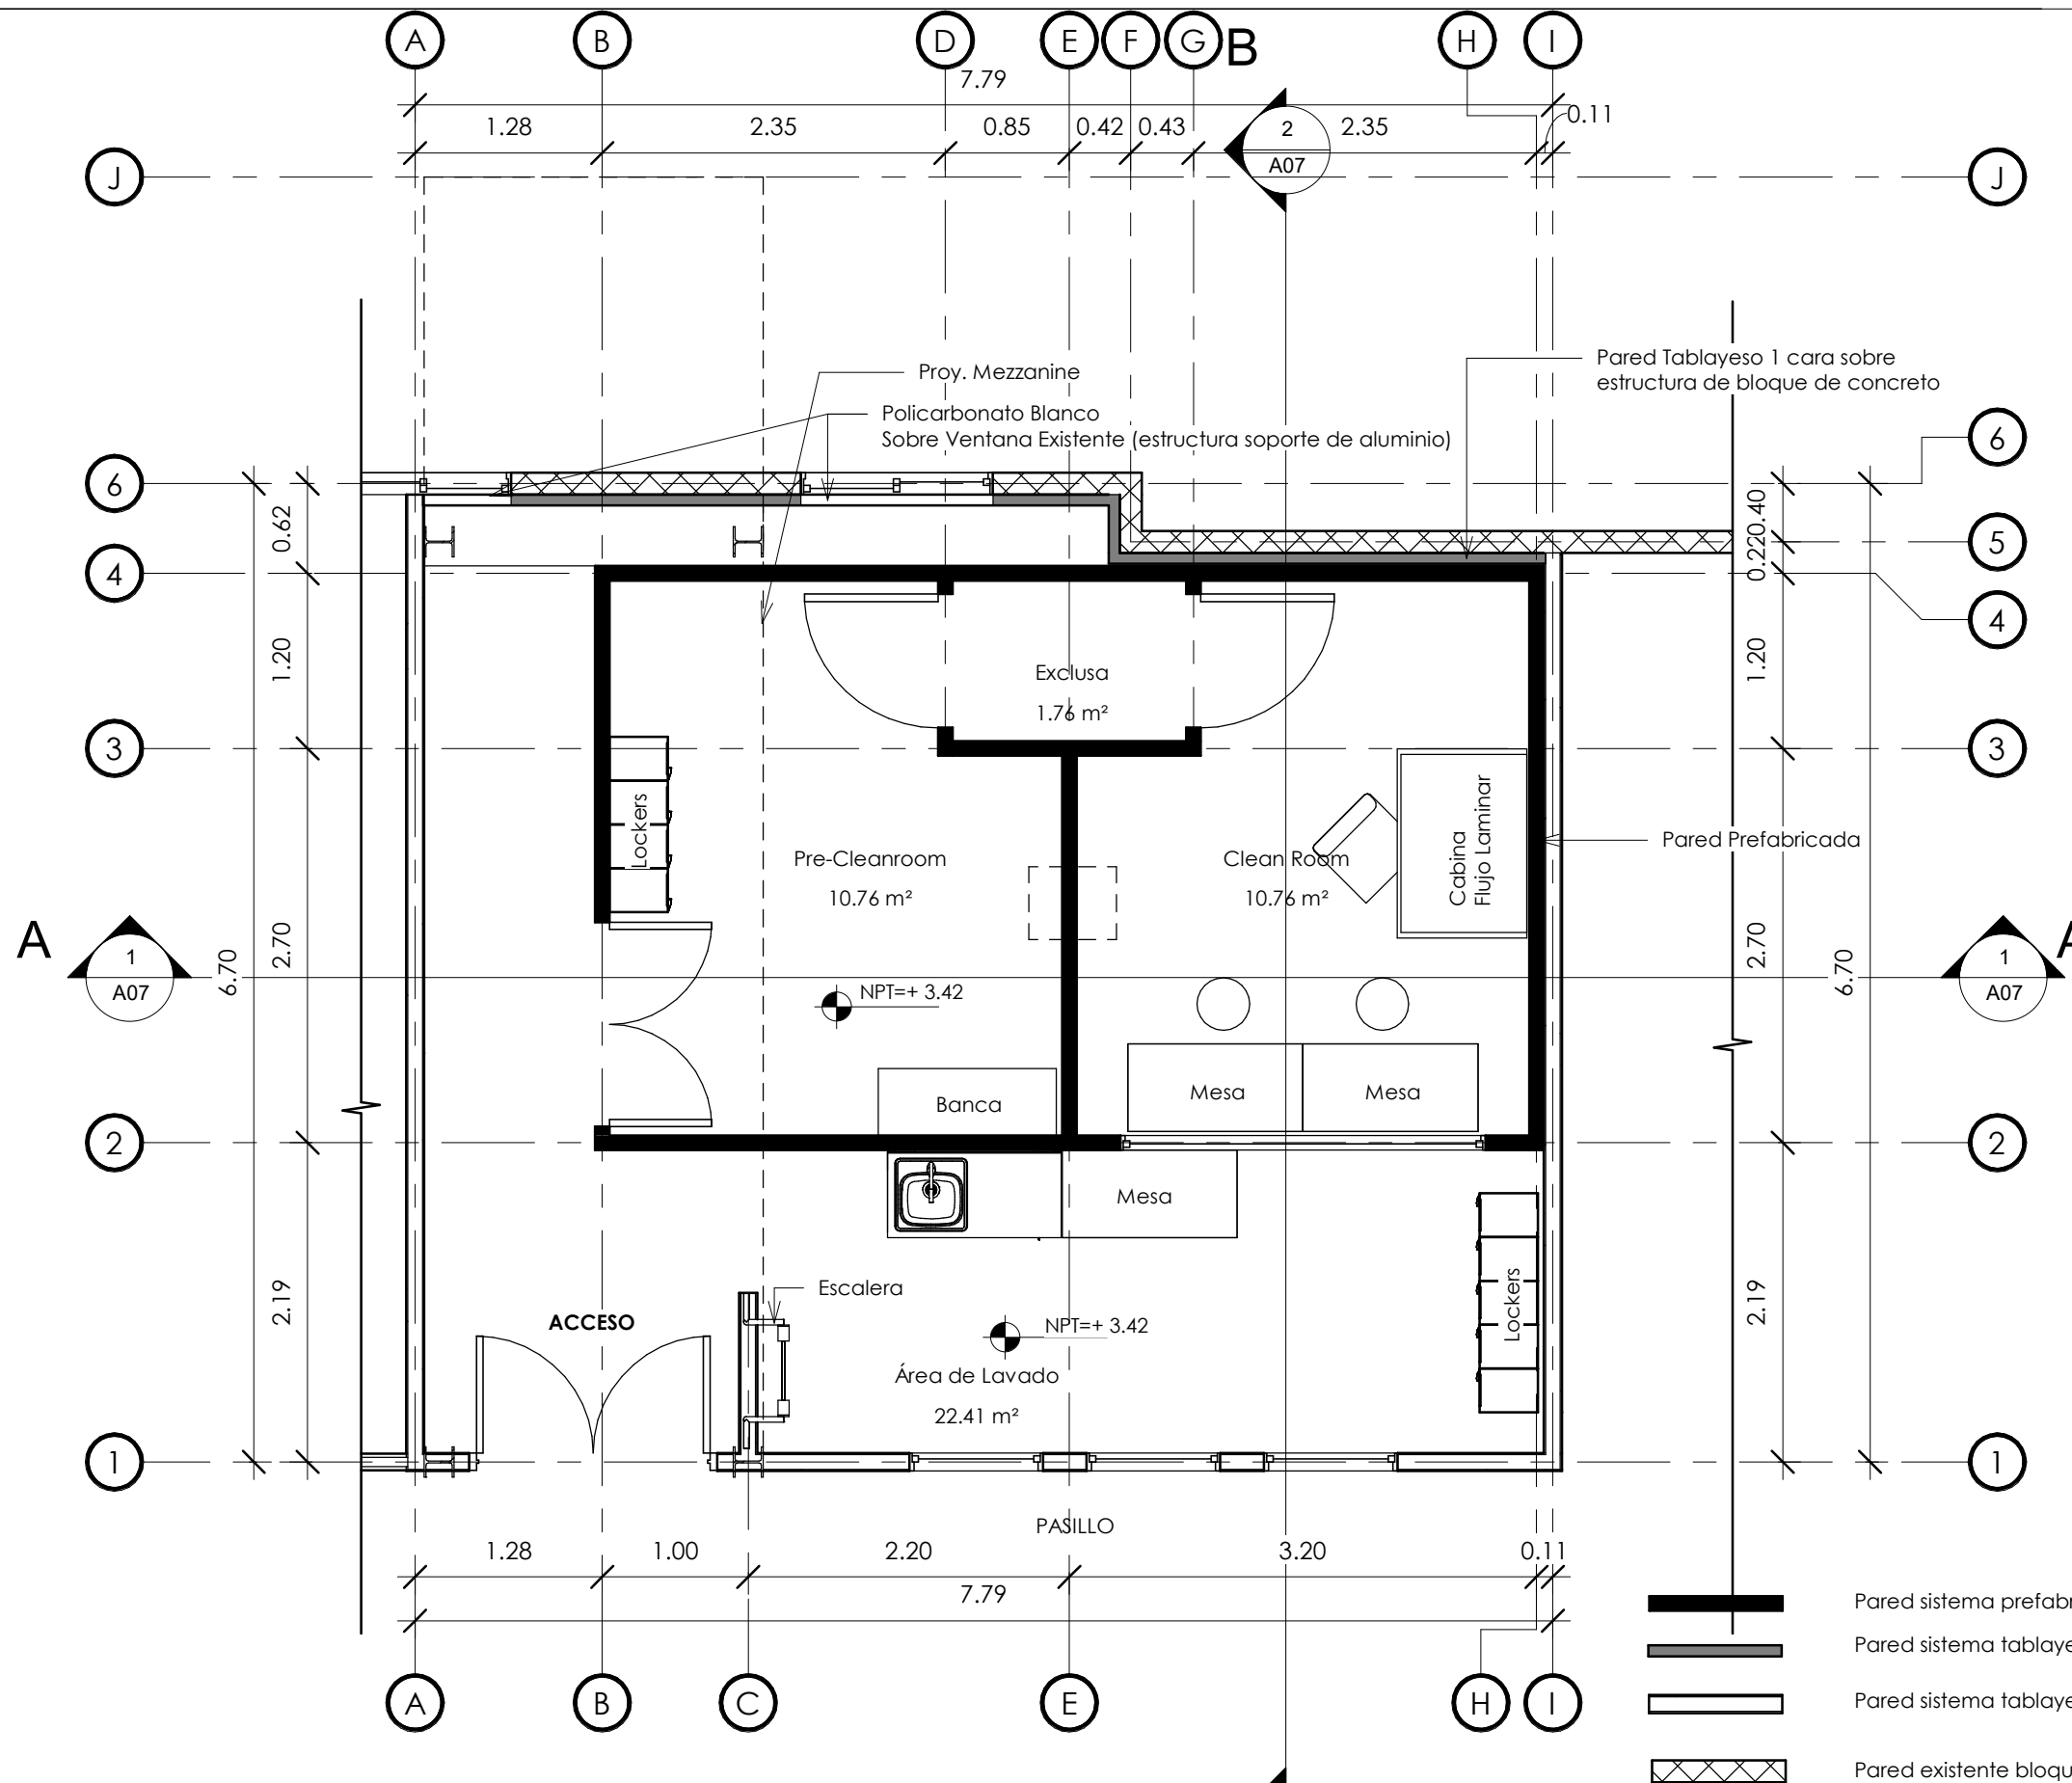 A B D E F G B H I
7.79
1.28 2.35 0.85 0.42 0.43 2.35 0.11
2
A07
J J
Proy. Mezzanine
Policarbonato Blanco
Sobre Ventana Existente (estructura soporte de aluminio)
Pared Tablayeso 1 cara sobre
estructura de bloque de concreto
6 6
0.62 0.40
5
0.22
4 4
1.20 1.20
Exclusa
1.76 m²
3 3
Lockers
Pre-Cleanroom
10.76 m²
Clean Room
10.76 m²
Cabina
Flujo Laminar
Pared Prefabricada
A A
1
A07
1
A07
6.70 2.70 2.70 6.70
NPT=+ 3.42
Banca
Mesa Mesa
2 2
Mesa
2.19 2.19
Escalera
ACCESO
NPT=+ 3.42
Área de Lavado
22.41 m²
Lockers
1 1
PASILLO
1.28 1.00 2.20 3.20 0.11
7.79
A B C E H I
Pared sistema prefabr
Pared sistema tablaye
Pared sistema tablaye
Pared existente bloqu